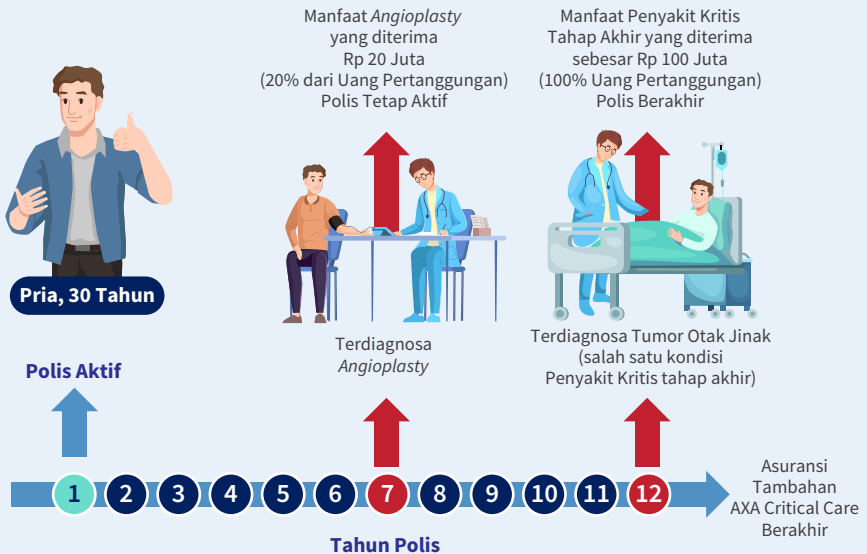 Manfaat Angioplasty
yang diterima
Rp 20 Juta
(20% dari Uang Pertanggungan)
Polis Tetap Aktif
Manfaat Penyakit Kritis
Tahap Akhir yang diterima
sebesar Rp 100 Juta
(100% Uang Pertanggungan)
Polis Berakhir
Pria, 30 Tahun
Polis Aktif
Terdiagnosa
Angioplasty
Terdiagnosa Tumor Otak Jinak
(salah satu kondisi
Penyakit Kritis tahap akhir)
1 2 3 4 5 6 7 8 9 10 11 12
Asuransi
Tambahan
AXA Critical Care
Berakhir
Tahun Polis